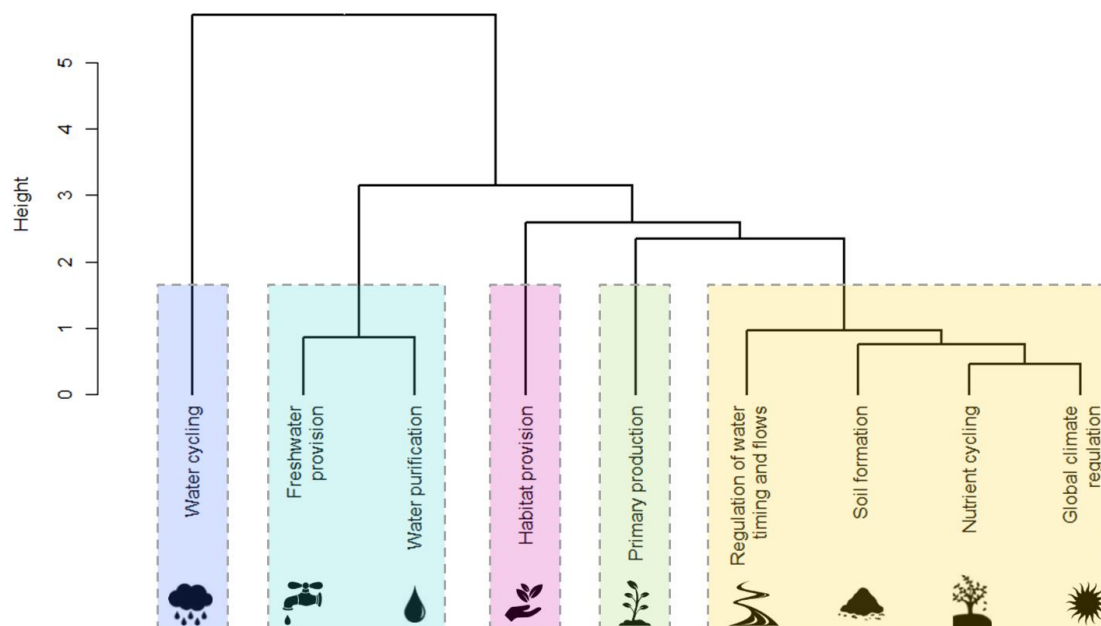 Height
5
4
3
2
1
0
Water cycling
Freshwater
provision
Water purification
Habitat provision
Primary production
Regulation of water
timing and flows
Soil formation
Nutrient cycling
Global climate
regulation